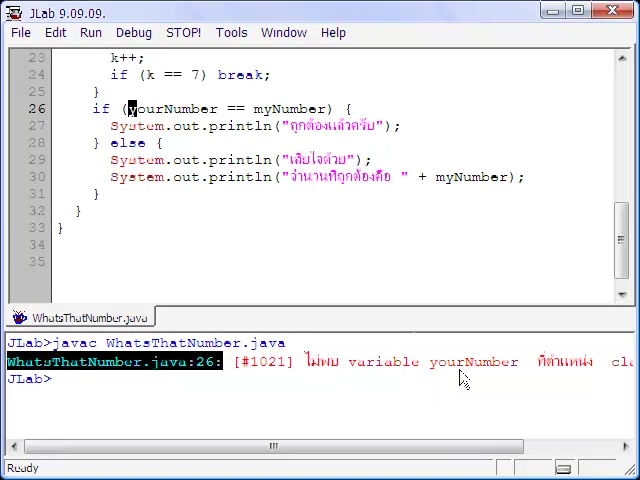 JLab 9.09.09.
File Edit Run Debug STOP! Tools Window Help
23 k++;
24 if (k == 7) break;
25 }
26 if (yourNumber == myNumber) {
27 System.out.println("ถูกต้องแล้วครับ");
28 } else {
29 System.out.println("เสียใจด้วย");
30 System.out.println("จำนวนที่ถูกต้องคือ " + myNumber);
31 }
32 }
33 }
34
35
WhatsThatNumber.java
JLab>javac WhatsThatNumber.java
WhatsThatNumber.java:26: [#1021] ไม่พบ variable yourNumber ที่ตำแหน่ง cla
JLab>
Ready